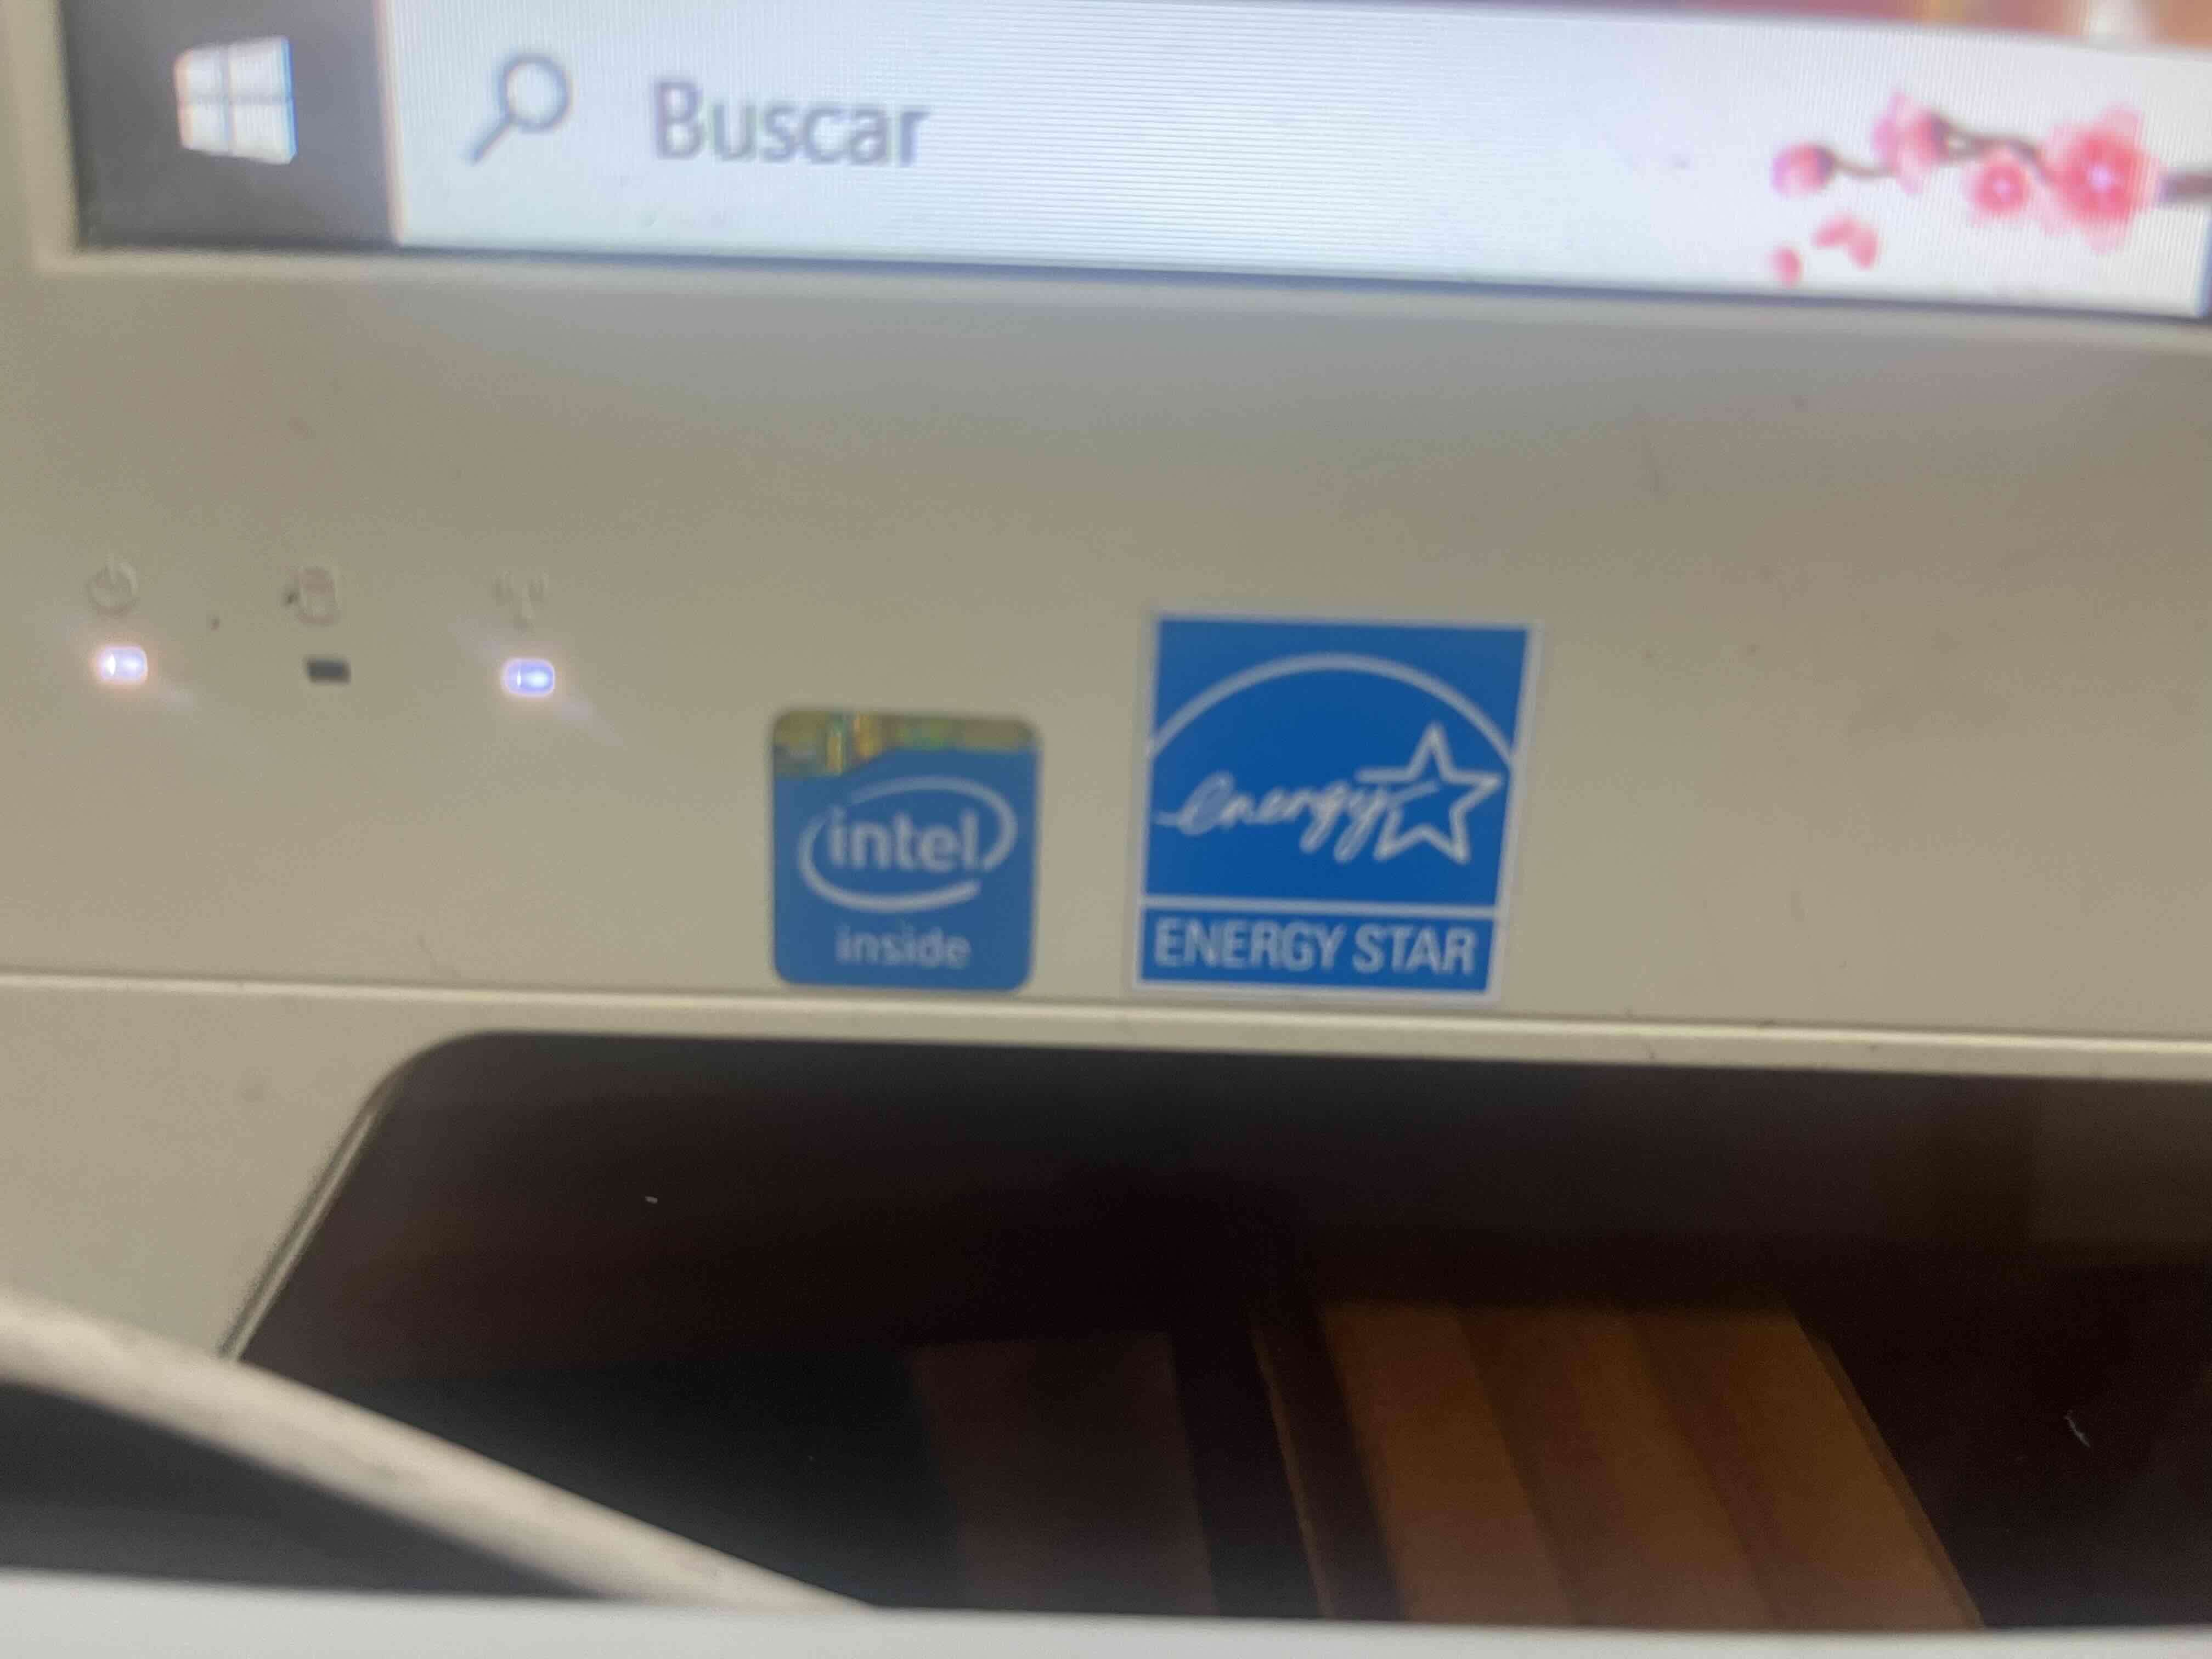 Buscar
intel
inside
energy
ENERGY STAR